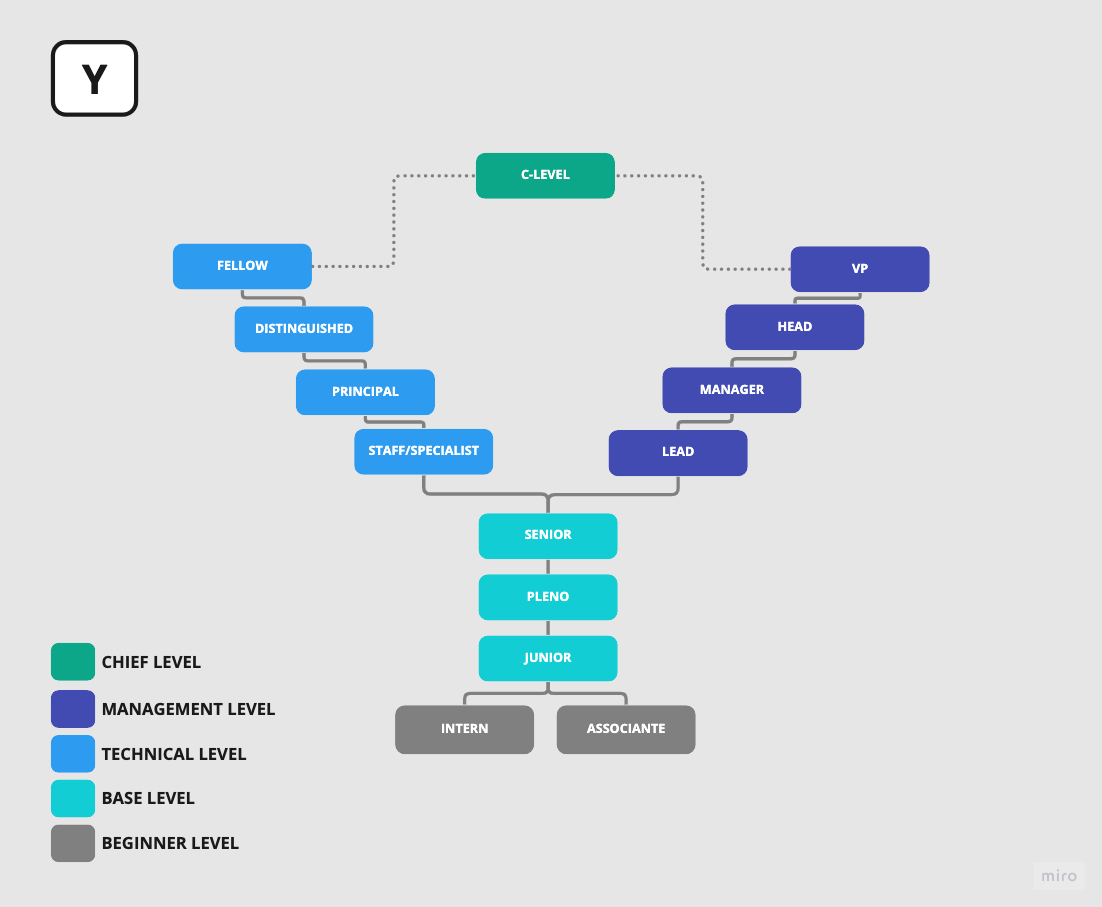 Y
C-LEVEL
FELLOW
VP
DISTINGUISHED
HEAD
PRINCIPAL
MANAGER
STAFF/SPECIALIST
LEAD
SENIOR
PLENO
JUNIOR
INTERN
ASSOCIANTE
CHIEF LEVEL
MANAGEMENT LEVEL
TECHNICAL LEVEL
BASE LEVEL
BEGINNER LEVEL
miro